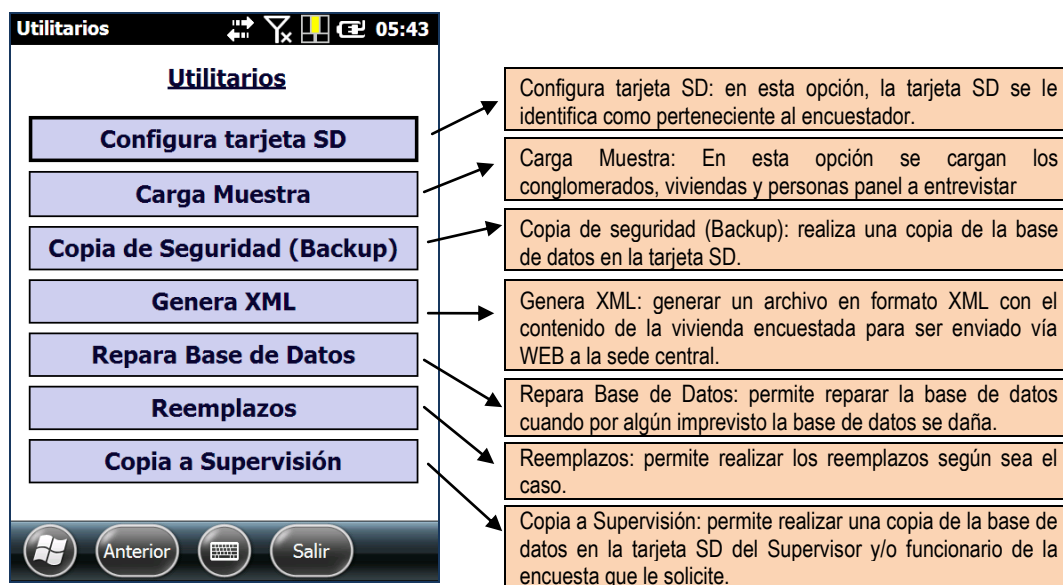 Utilitarios 05:43
Utilitarios
Configura tarjeta SD
Carga Muestra
Copia de Seguridad (Backup)
Genera XML
Repara Base de Datos
Reemplazos
Copia a Supervisión
Anterior Salir
Configura tarjeta SD: en esta opción, la tarjeta SD se le
identifica como perteneciente al encuestador.
Carga Muestra: En esta opción se cargan los
conglomerados, viviendas y personas panel a entrevistar
Copia de seguridad (Backup): realiza una copia de la base
de datos en la tarjeta SD.
Genera XML: generar un archivo en formato XML con el
contenido de la vivienda encuestada para ser enviado vía
WEB a la sede central.
Repara Base de Datos: permite reparar la base de datos
cuando por algún imprevisto la base de datos se daña.
Reemplazos: permite realizar los reemplazos según sea el
caso.
Copia a Supervisión: permite realizar una copia de la base de
datos en la tarjeta SD del Supervisor y/o funcionario de la
encuesta que le solicite.